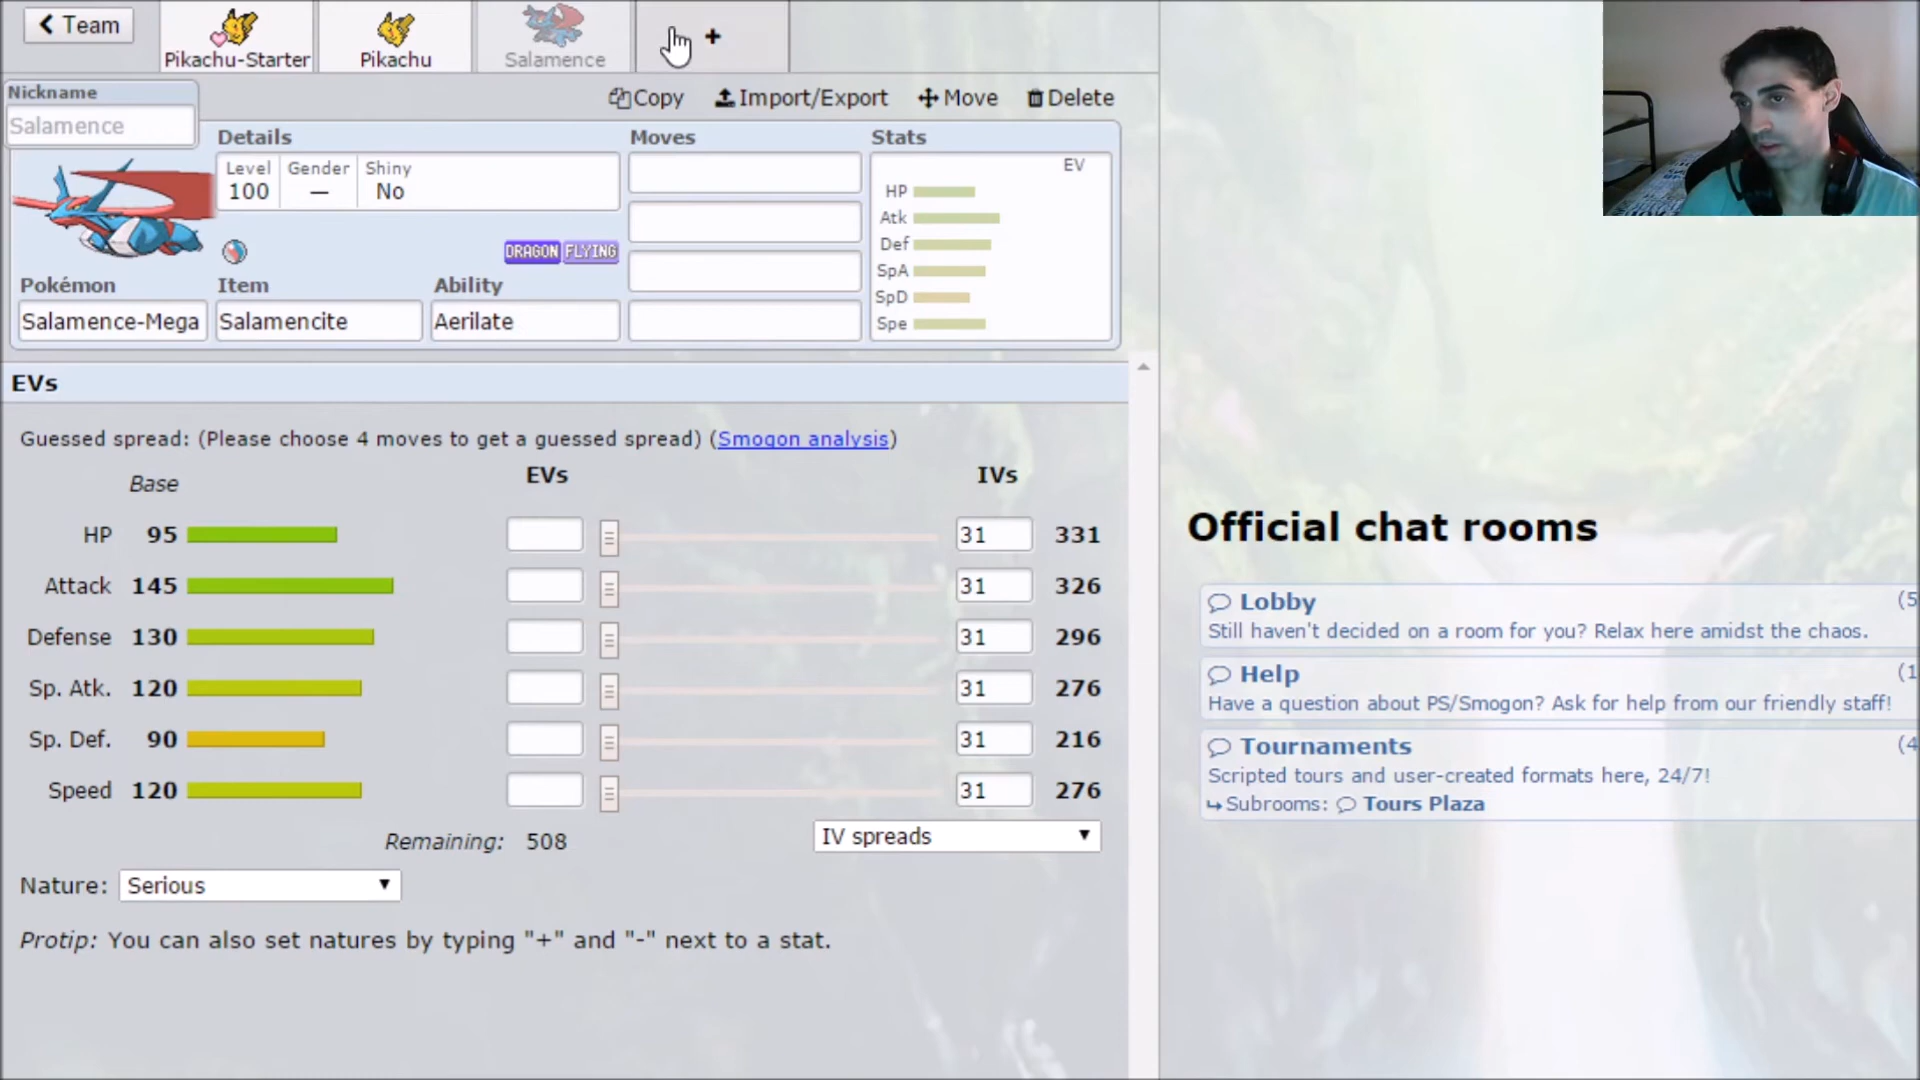 Team
Pikachu-Starter
Pikachu
Salamence
+
Nickname
Salamence
Copy
Import/Export
Move
Delete
Details
Moves
Stats
Level
100
Gender
—
Shiny
No
EV
HP
Atk
Def
SpA
SpD
Spe
DRAGON FLYING
Pokémon
Item
Ability
Salamence-Mega
Salamencite
Aerilate
EVs
Guessed spread: (Please choose 4 moves to get a guessed spread) (Smogon analysis)
Base
EVs
IVs
HP 95 31 331
Attack 145 31 326
Defense 130 31 296
Sp. Atk. 120 31 276
Sp. Def. 90 31 216
Speed 120 31 276
Remaining: 508
IV spreads
Nature: Serious
Protip: You can also set natures by typing "+" and "-" next to a stat.
Official chat rooms
Lobby (5
Still haven't decided on a room for you? Relax here amidst the chaos.
Help (1
Have a question about PS/Smogon? Ask for help from our friendly staff!
Tournaments (4
Scripted tours and user-created formats here, 24/7!
Subrooms: Tours Plaza